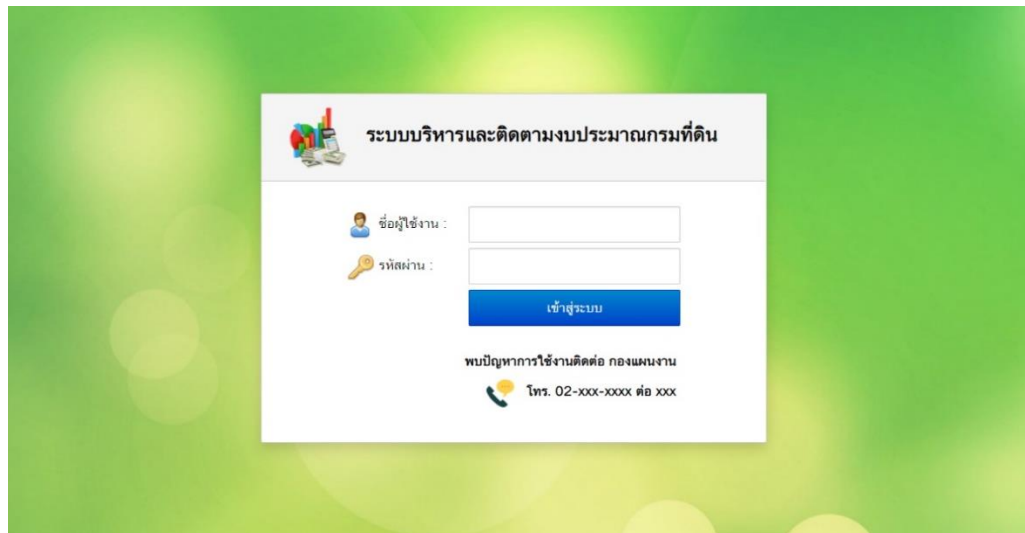 ระบบบริหารและติดตามงบประมาณกรมที่ดิน
ชื่อผู้ใช้งาน :
รหัสผ่าน :
เข้าสู่ระบบ
พบปัญหาการใช้งานติดต่อ กองแผนงาน
โทร. 02-xxx-xxxx ต่อ xxx